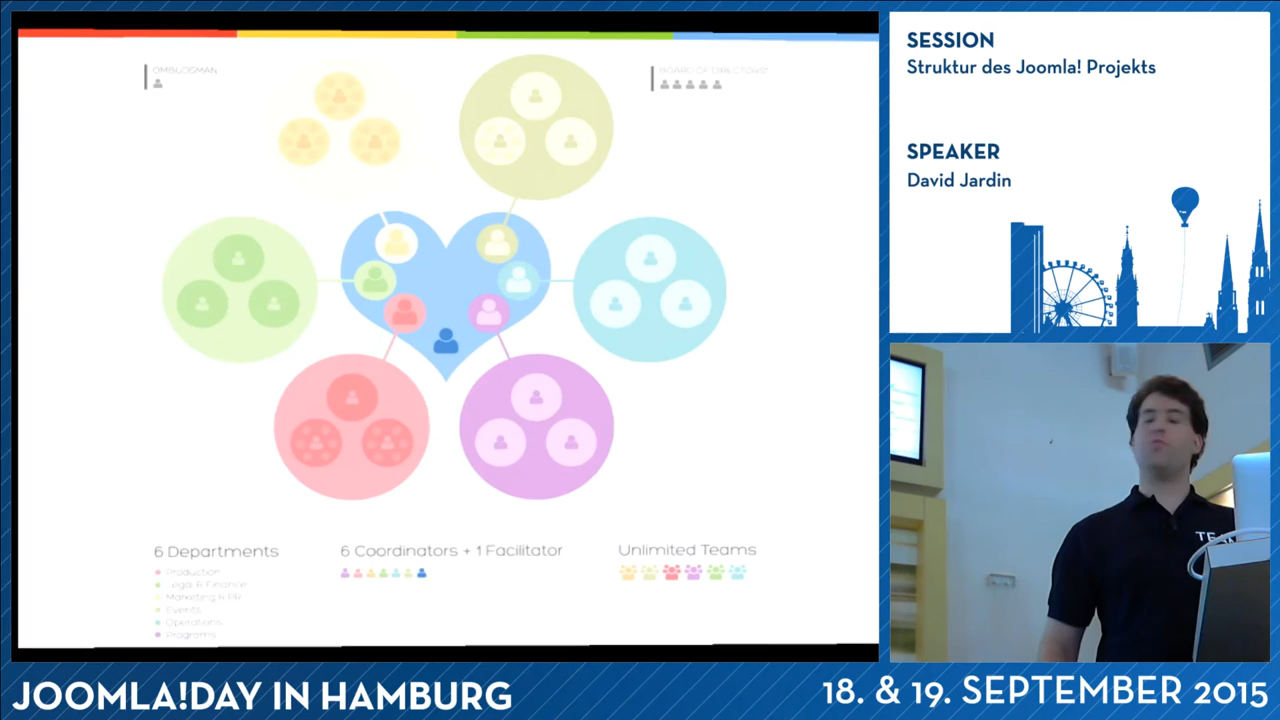 OMBUDSMAN
BOARD OF DIRECTORS*
6 Departments
Production
Legal & Finance
Marketing & PR
Events
Operations
Programs
6 Coordinators + 1 Facilitator
Unlimited Teams
SESSION
Struktur des Joomla! Projekts
SPEAKER
David Jardin
TEAM
JOOMLA!DAY IN HAMBURG
18. & 19. SEPTEMBER 2015